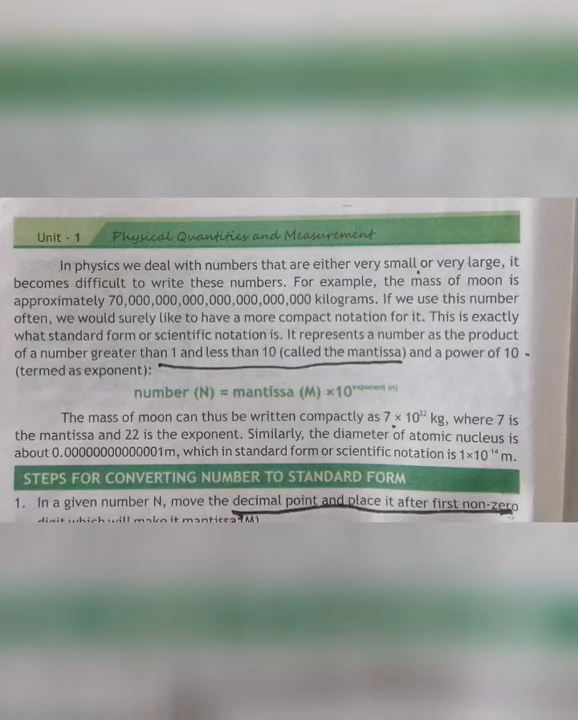 Unit - 1 Physical Quantities and Measurement
In physics we deal with numbers that are either very small or very large, it
becomes difficult to write these numbers. For example, the mass of moon is
approximately 70,000,000,000,000,000,000,000 kilograms. If we use this number
often, we would surely like to have a more compact notation for it. This is exactly
what standard form or scientific notation is. It represents a number as the product
of a number greater than 1 and less than 10 (called the mantissa) and a power of 10
(termed as exponent):
number (N) = mantissa (M) ×10^exponent (n)
The mass of moon can thus be written compactly as 7 × 10²² kg, where 7 is
the mantissa and 22 is the exponent. Similarly, the diameter of atomic nucleus is
about 0.00000000000001m, which in standard form or scientific notation is 1×10⁻¹⁴ m.
STEPS FOR CONVERTING NUMBER TO STANDARD FORM
1. In a given number N, move the decimal point and place it after first non-zero
digit which will make it mantissa (M)